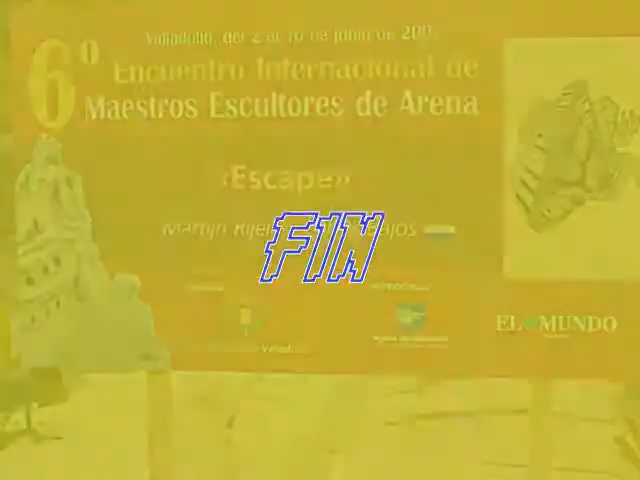 6º
Valladolid, del 2 al 10 de junio de
Encuentro Internacional de
Maestros Escultores de Arena
«Escape»
Martijn
FIN
EL MUNDO